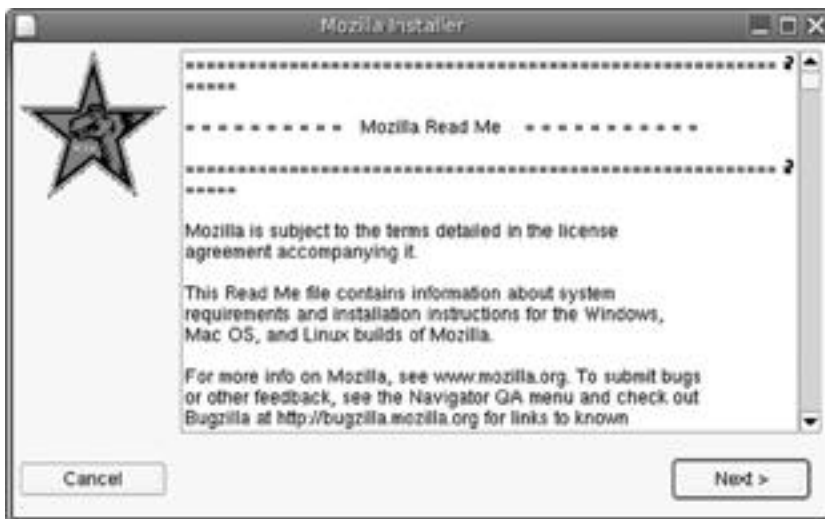 Mozilla Installer
==========================================================
=====
- - - - - - - - - - Mozilla Read Me - - - - - - - - - - -
==========================================================
=====
Mozilla is subject to the terms detailed in the license
agreement accompanying it.
This Read Me file contains information about system
requirements and installation instructions for the Windows,
Mac OS, and Linux builds of Mozilla.
For more info on Mozilla, see www.mozilla.org. To submit bugs
or other feedback, see the Navigator QA menu and check out
Bugzilla at http://bugzilla.mozilla.org for links to known
Cancel
Next >